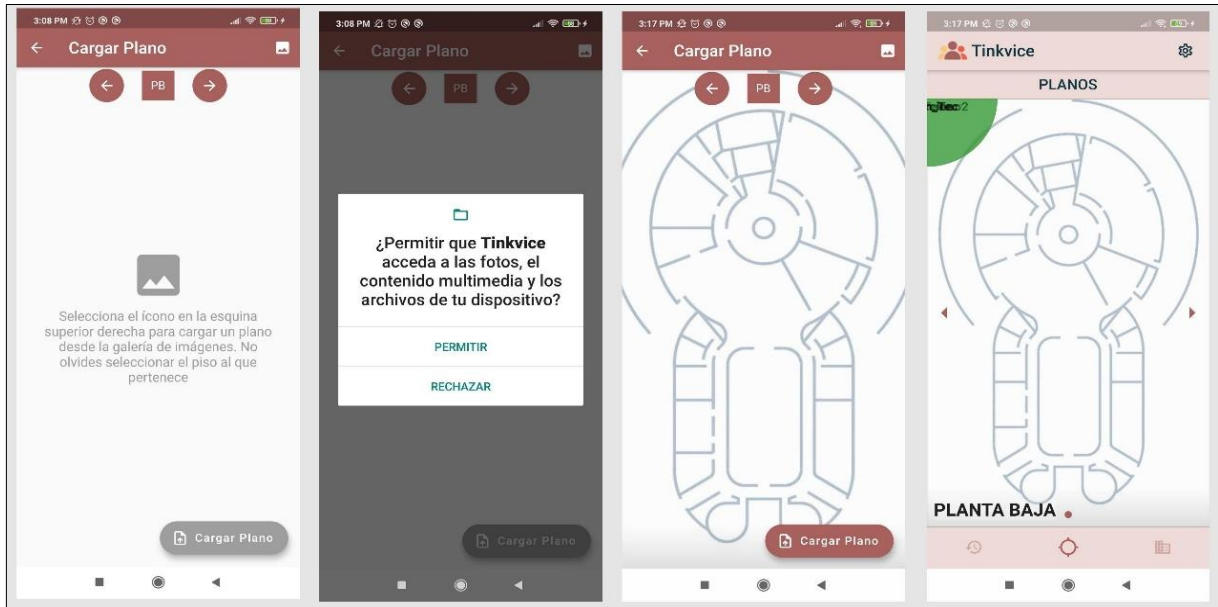 3:08 PM
Cargar Plano
PB
Selecciona el ícono en la esquina
superior derecha para cargar un plano
desde la galería de imágenes. No
olvides seleccionar el piso al que
pertenece
Cargar Plano
3:08 PM
Cargar Plano
PB
¿Permitir que Tinkvice
acceda a las fotos, el
contenido multimedia y los
archivos de tu dispositivo?
PERMITIR
RECHAZAR
Cargar Plano
3:17 PM
Cargar Plano
PB
Cargar Plano
3:17 PM
Tinkvice
PLANOS
PLANTA BAJA